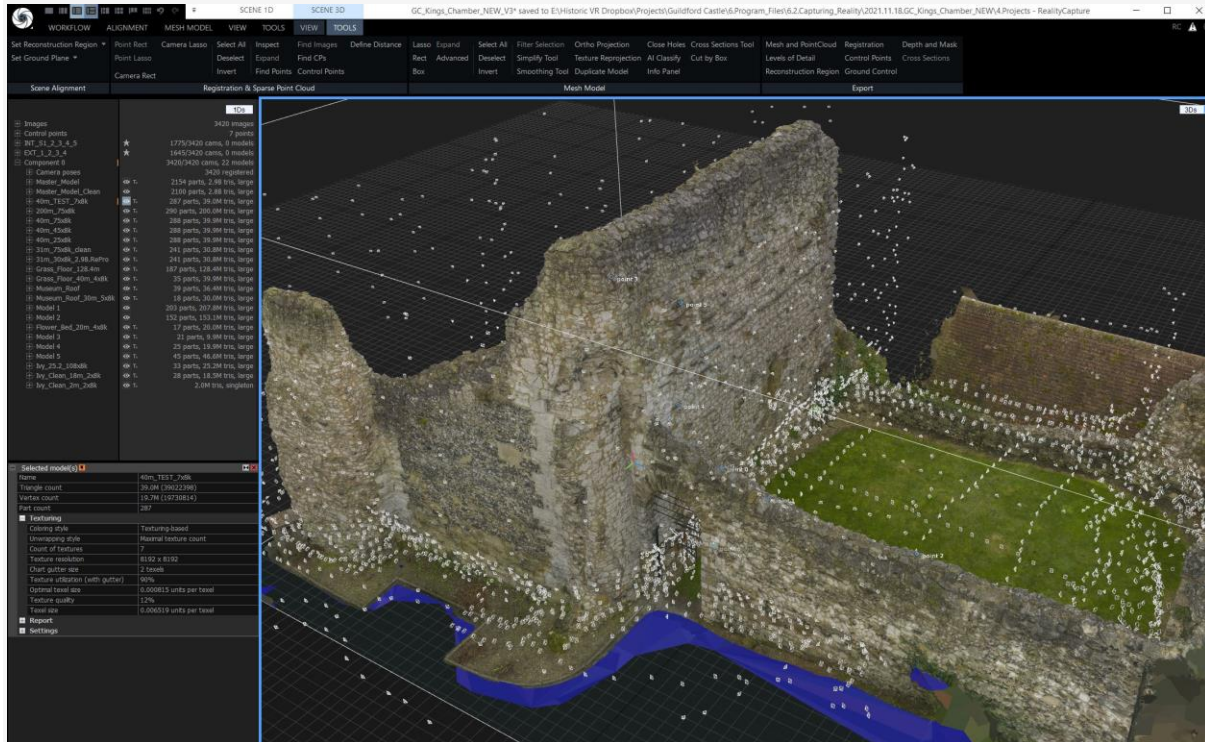 SCENE 1D SCENE 3D GC_Kings_Chamber_NEW_V3* saved to E:\Historic VR Dropbox\Projects\Guildford Castle\6.Program_Files\6.2.Capturing_Reality\2021.11.18.GC_Kings_Chamber_NEW\4.Projects - RealityCapture
WORKFLOW ALIGNMENT MESH MODEL VIEW TOOLS VIEW TOOLS RC
Set Reconstruction Region Point Rect Camera Lasso Select All Inspect Find Images Define Distance Lasso Expand Select All Filter Selection Ortho Projection Close Holes Cross Sections Tool Mesh and PointCloud Registration Depth and Mask
Set Ground Plane Point Lasso Deselect Expand Find CPs Rect Advanced Deselect Simplify Tool Texture Reprojection AI Classify Cut by Box Levels of Detail Control Points Cross Sections
Camera Rect Invert Find Points Control Points Box Invert Smoothing Tool Duplicate Model Info Panel Reconstruction Region Ground Control
Scene Alignment Registration & Sparse Point Cloud Mesh Model Export
1Ds 3Ds
Images 3420 images
Control points 7 points
INT_S1_2_3_4_5 1775/3420 cams, 0 models
EXT_1_2_3_4 1645/3420 cams, 0 models
Component 0 3420/3420 cams, 22 models
Camera poses 3420 registered
Master_Model 2154 parts, 2.9B tris, large
Master_Model_Clean 2100 parts, 2.8B tris, large
40m_TEST_7x8k 287 parts, 39.0M tris, large
200m_75x8k 290 parts, 200.0M tris, large
40m_75x8k 288 parts, 39.9M tris, large
40m_45x8k 288 parts, 39.9M tris, large
40m_25x8k 288 parts, 39.9M tris, large
31m_75x8k_clean 241 parts, 30.8M tris, large
31m_30x8k_2.9B.RePro 241 parts, 30.8M tris, large
Grass_Floor_128.4m 187 parts, 128.4M tris, large
Grass_Floor_40m_4x8k 35 parts, 39.9M tris, large
Museum_Roof 39 parts, 36.4M tris, large
Museum_Roof_30m_5x8k 18 parts, 30.0M tris, large
Model 1 203 parts, 207.8M tris, large
Model 2 152 parts, 153.1M tris, large
Flower_Bed_20m_4x8k 17 parts, 20.0M tris, large
Model 3 21 parts, 9.9M tris, large
Model 4 25 parts, 19.9M tris, large
Model 5 45 parts, 46.6M tris, large
Ivy_25.2_108x8k 33 parts, 25.2M tris, large
Ivy_Clean_18m_2x8k 28 parts, 18.5M tris, large
Ivy_Clean_2m_2x8k 2.0M tris, singleton
Selected model(s)
Name 40m_TEST_7x8k
Triangle count 39.0M (39022398)
Vertex count 19.7M (19730814)
Part count 287
Texturing
Coloring style Texturing-based
Unwrapping style Maximal texture count
Count of textures 7
Texture resolution 8192 x 8192
Chart gutter size 2 texels
Texture utilization (with gutter) 90%
Optimal texel size 0.000815 units per texel
Texture quality 12%
Texel size 0.006519 units per texel
Report
Settings
point 2